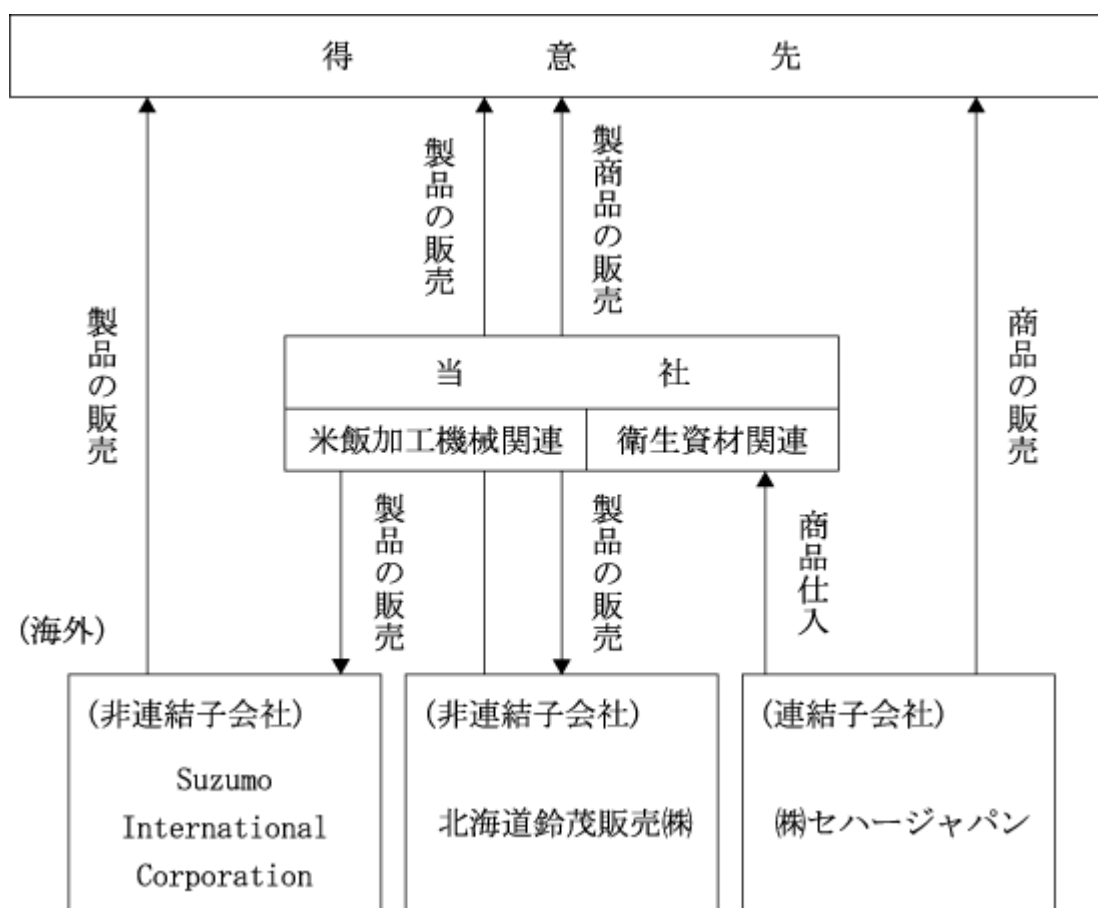 得意先
製品の販売
製商品の販売
製品の販売
商品の販売
当社
米飯加工機械関連
衛生資材関連
製品の販売
製品の販売
商品仕入
(海外)
(非連結子会社)
Suzumo
International
Corporation
(非連結子会社)
北海道鈴茂販売㈱
(連結子会社)
㈱セハージャパン